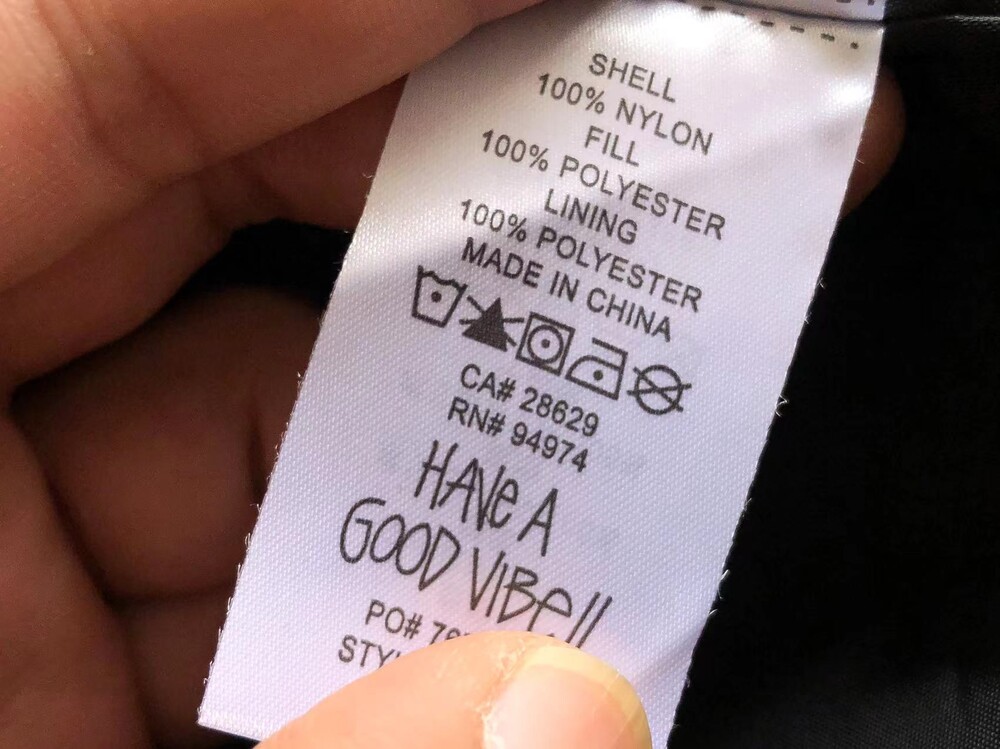 SHELL
100% NYLON
FILL
100% POLYESTER
LINING
100% POLYESTER
MADE IN CHINA
CA# 28629
RN# 94974
HAVe A
GOOD VIBe!!
PO#